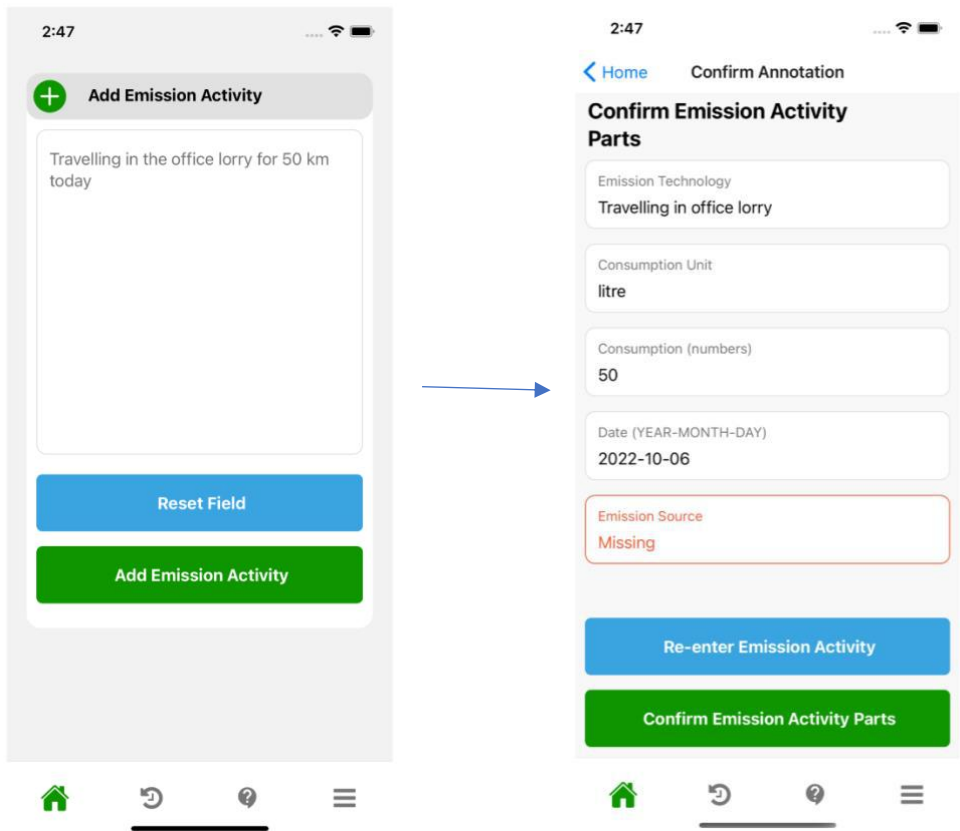 2:47
Add Emission Activity
Travelling in the office lorry for 50 km
today
Reset Field
Add Emission Activity
2:47
Home
Confirm Annotation
Confirm Emission Activity
Parts
Emission Technology
Travelling in office lorry
Consumption Unit
litre
Consumption (numbers)
50
Date (YEAR-MONTH-DAY)
2022-10-06
Emission Source
Missing
Re-enter Emission Activity
Confirm Emission Activity Parts